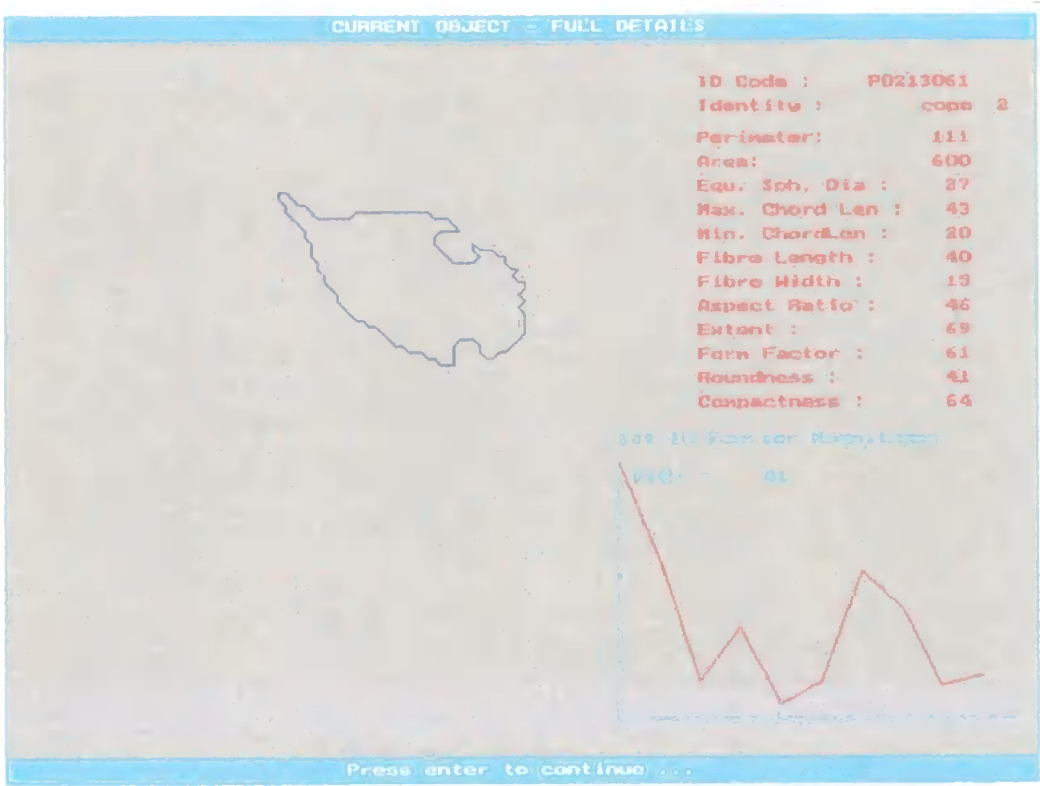 CURRENT OBJECT - FULL DETAILS
ID Code : P0213061
Identity : cope 2
Perimeter: 111
Area: 600
Equ. Sph. Dia : 27
Max. Chord Len : 43
Min. ChordLen : 20
Fibre Length : 40
Fibre Width : 13
Aspect Ratio : 46
Extent : 69
Form Factor : 61
Roundness : 41
Compactness : 64
Press enter to continue ...